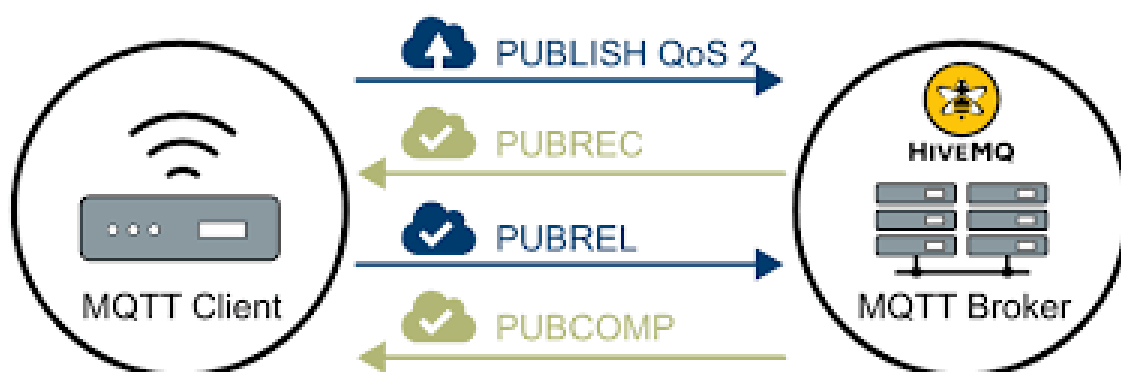 PUBLISH QoS 2
PUBREC
HIVEMQ
PUBREL
MQTT Client
MQTT Broker
PUBCOMP